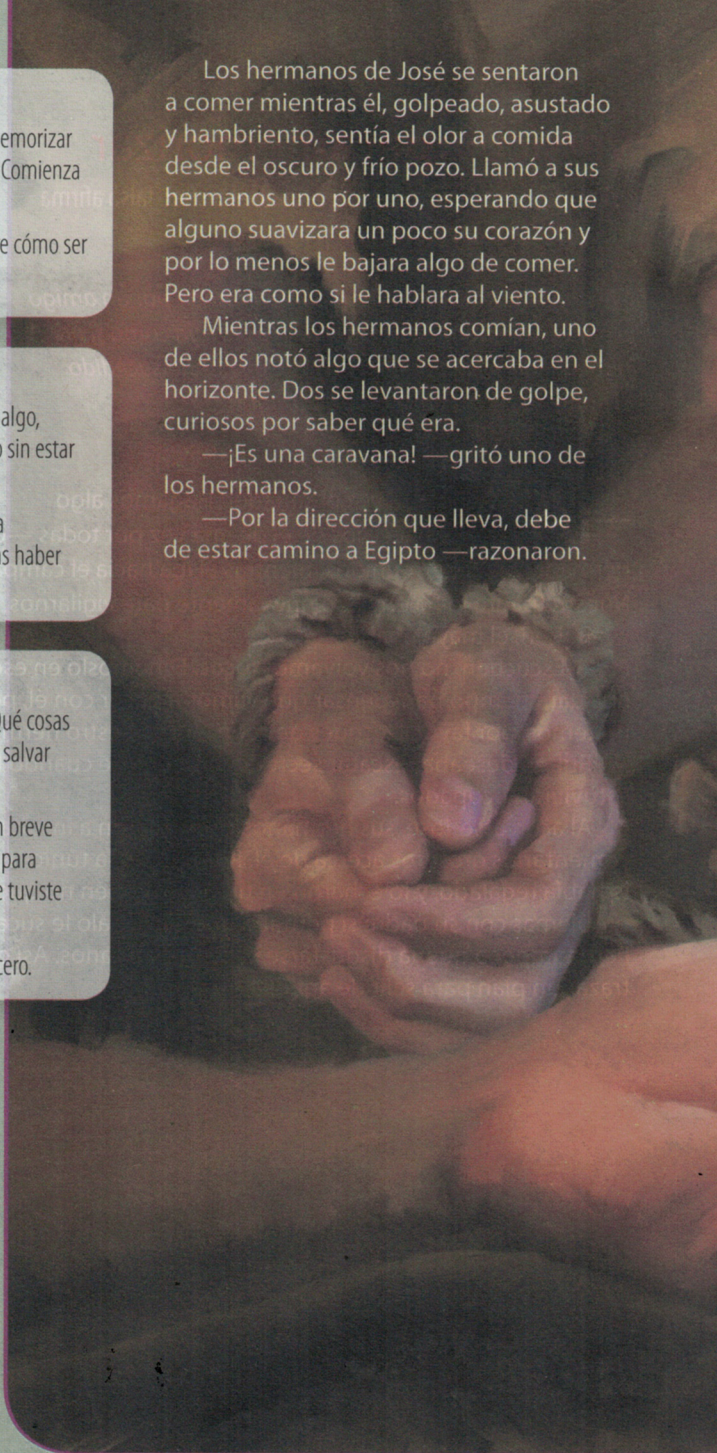 emorizar
Comienza
e cómo ser
algo,
o sin estar
a
as haber
Qué cosas
salvar
n breve
para
e tuviste
cero.
Los hermanos de José se sentaron
a comer mientras él, golpeado, asustado
y hambriento, sentía el olor a comida
desde el oscuro y frío pozo. Llamó a sus
hermanos uno por uno, esperando que
alguno suavizara un poco su corazón y
por lo menos le bajara algo de comer.
Pero era como si le hablara al viento.
Mientras los hermanos comían, uno
de ellos notó algo que se acercaba en el
horizonte. Dos se levantaron de golpe,
curiosos por saber qué era.
—¡Es una caravana! —gritó uno de
los hermanos.
—Por la dirección que lleva, debe
de estar camino a Egipto —razonaron.